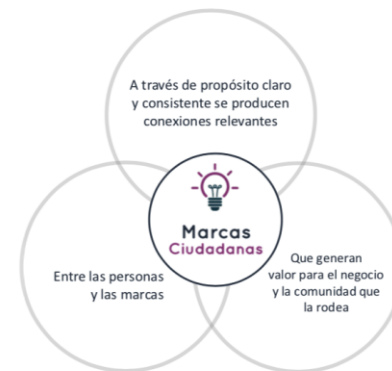 A través de propósito claro
y consistente se producen
conexiones relevantes
Marcas
Ciudadanas
Entre las personas
y las marcas
Que generan
valor para el negocio
y la comunidad que
la rodea